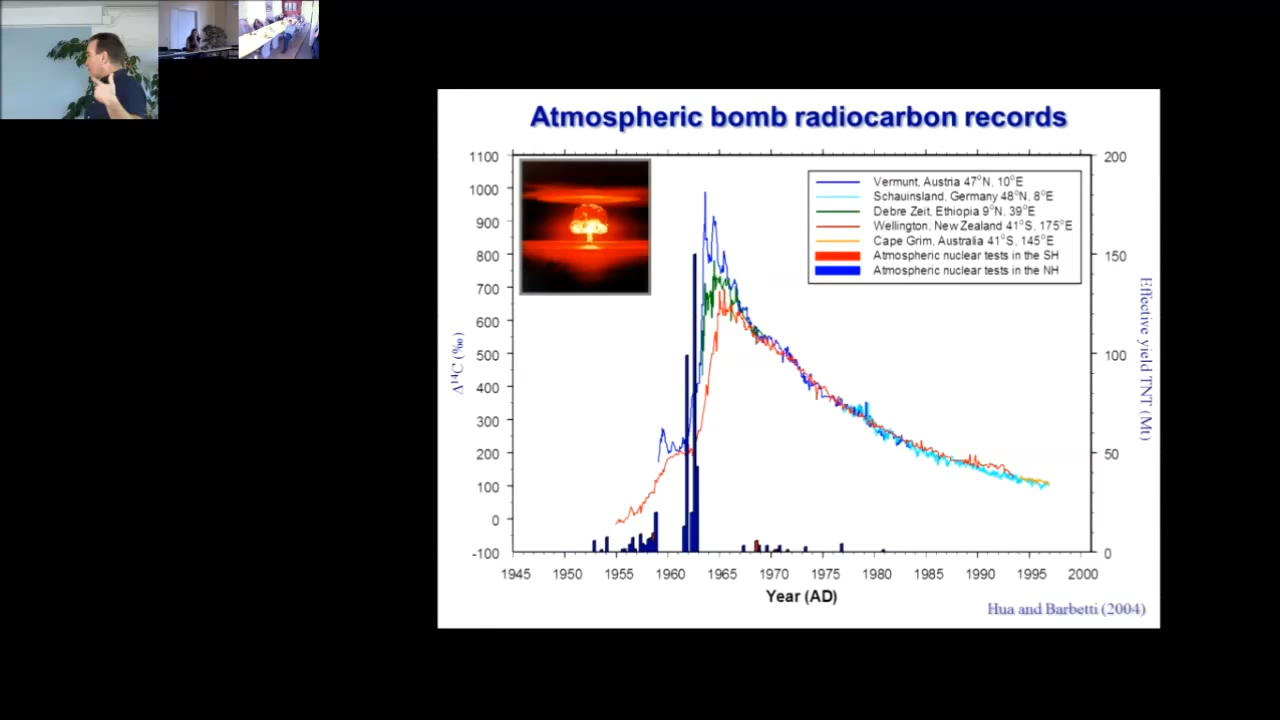 Atmospheric bomb radiocarbon records
1100
1000
900
800
700
600
500
400
300
200
100
0
-100
Δ¹⁴C (‰)
Vermunt, Austria 47°N, 10°E
Schauinsland, Germany 48°N, 8°E
Debre Zeit, Ethiopia 9°N, 39°E
Wellington, New Zealand 41°S, 175°E
Cape Grim, Australia 41°S, 145°E
Atmospheric nuclear tests in the SH
Atmospheric nuclear tests in the NH
200
150
100
50
0
Effective yield TNT (Mt)
1945 1950 1955 1960 1965 1970 1975 1980 1985 1990 1995 2000
Year (AD)
Hua and Barbetti (2004)